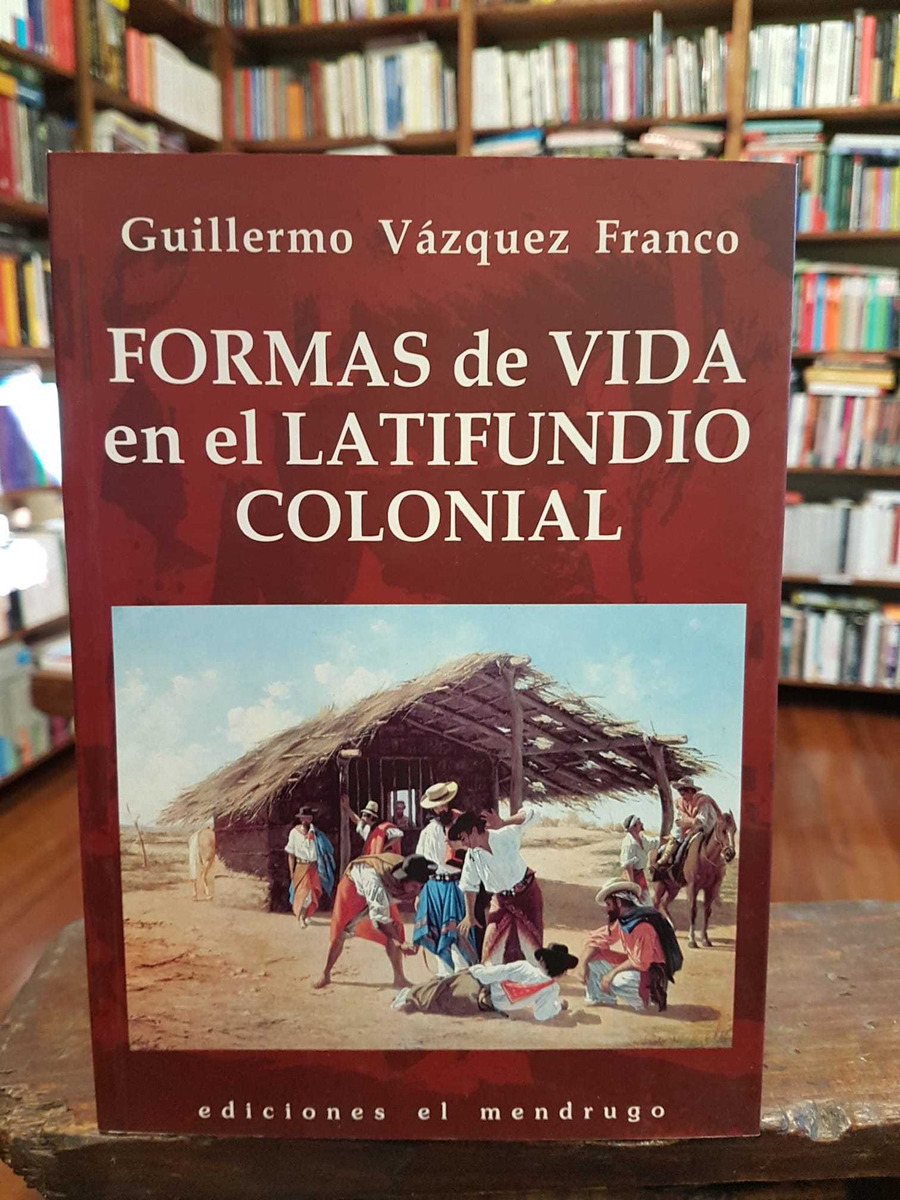 Guillermo Vázquez Franco
FORMAS de VIDA
en el LATIFUNDIO
COLONIAL
ediciones el mendrugo